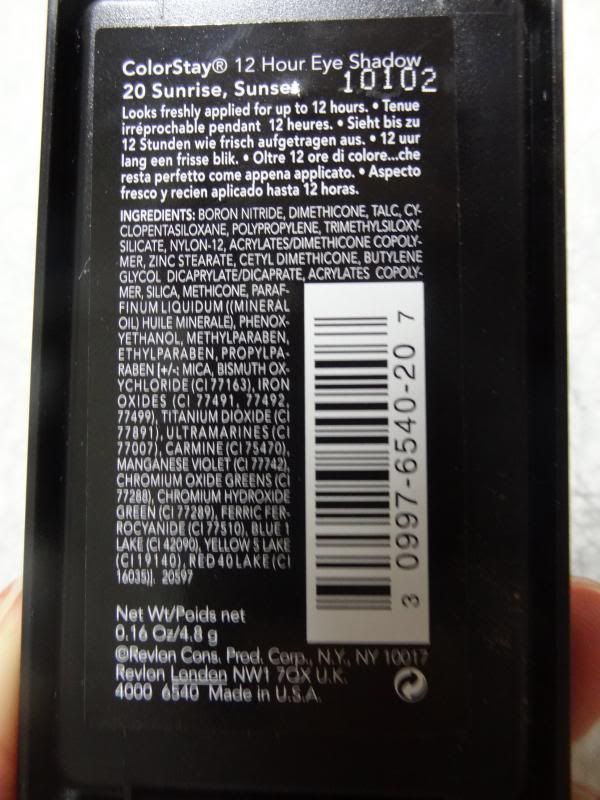 ColorStay® 12 Hour Eye Shadow
10102
20 Sunrise, Sunset
Looks freshly applied for up to 12 hours. • Tenue
irréprochable pendant 12 heures. • Sieht bis zu
12 Stunden wie frisch aufgetragen aus. • 12 uur
lang een frisse blik. • Oltre 12 ore di colore...che
resta perfetto come appena applicato. • Aspecto
fresco y recien aplicado hasta 12 horas.
INGREDIENTS: BORON NITRIDE, DIMETHICONE, TALC, CY-
CLOPENTASILOXANE, POLYPROPYLENE, TRIMETHYLSILOXY-
SILICATE, NYLON-12, ACRYLATES/DIMETHICONE COPOLY-
MER, ZINC STEARATE, CETYL DIMETHICONE, BUTYLENE
GLYCOL DICAPRYLATE/DICAPRATE, ACRYLATES COPOLY-
MER, SILICA, METHICONE, PARAF-
FINUM LIQUIDUM ((MINERAL
OIL) HUILE MINERALE), PHENOX-
YETHANOL, METHYLPARABEN,
ETHYLPARABEN, PROPYLPA-
RABEN [+/-: MICA, BISMUTH OX-
YCHLORIDE (CI 77163), IRON
OXIDES (CI 77491, 77492,
77499), TITANIUM DIOXIDE (CI
77891), ULTRAMARINES (CI
77007), CARMINE (CI 75470),
MANGANESE VIOLET (CI 77742),
CHROMIUM OXIDE GREENS (CI
77288), CHROMIUM HYDROXIDE
GREEN (CI 77289), FERRIC FER-
ROCYANIDE (CI 77510), BLUE 1
LAKE (CI 42090), YELLOW 5 LAKE
(CI 19140), RED 40 LAKE (CI
16035)]. 20597
3 0997-6540-20 7
Net Wt/Poids net
0.16 Oz/4.8 g
©Revlon Cons. Prod. Corp., N.Y., NY 10017
Revlon London NW1 7OX U.K.
4000 6540 Made in U.S.A.